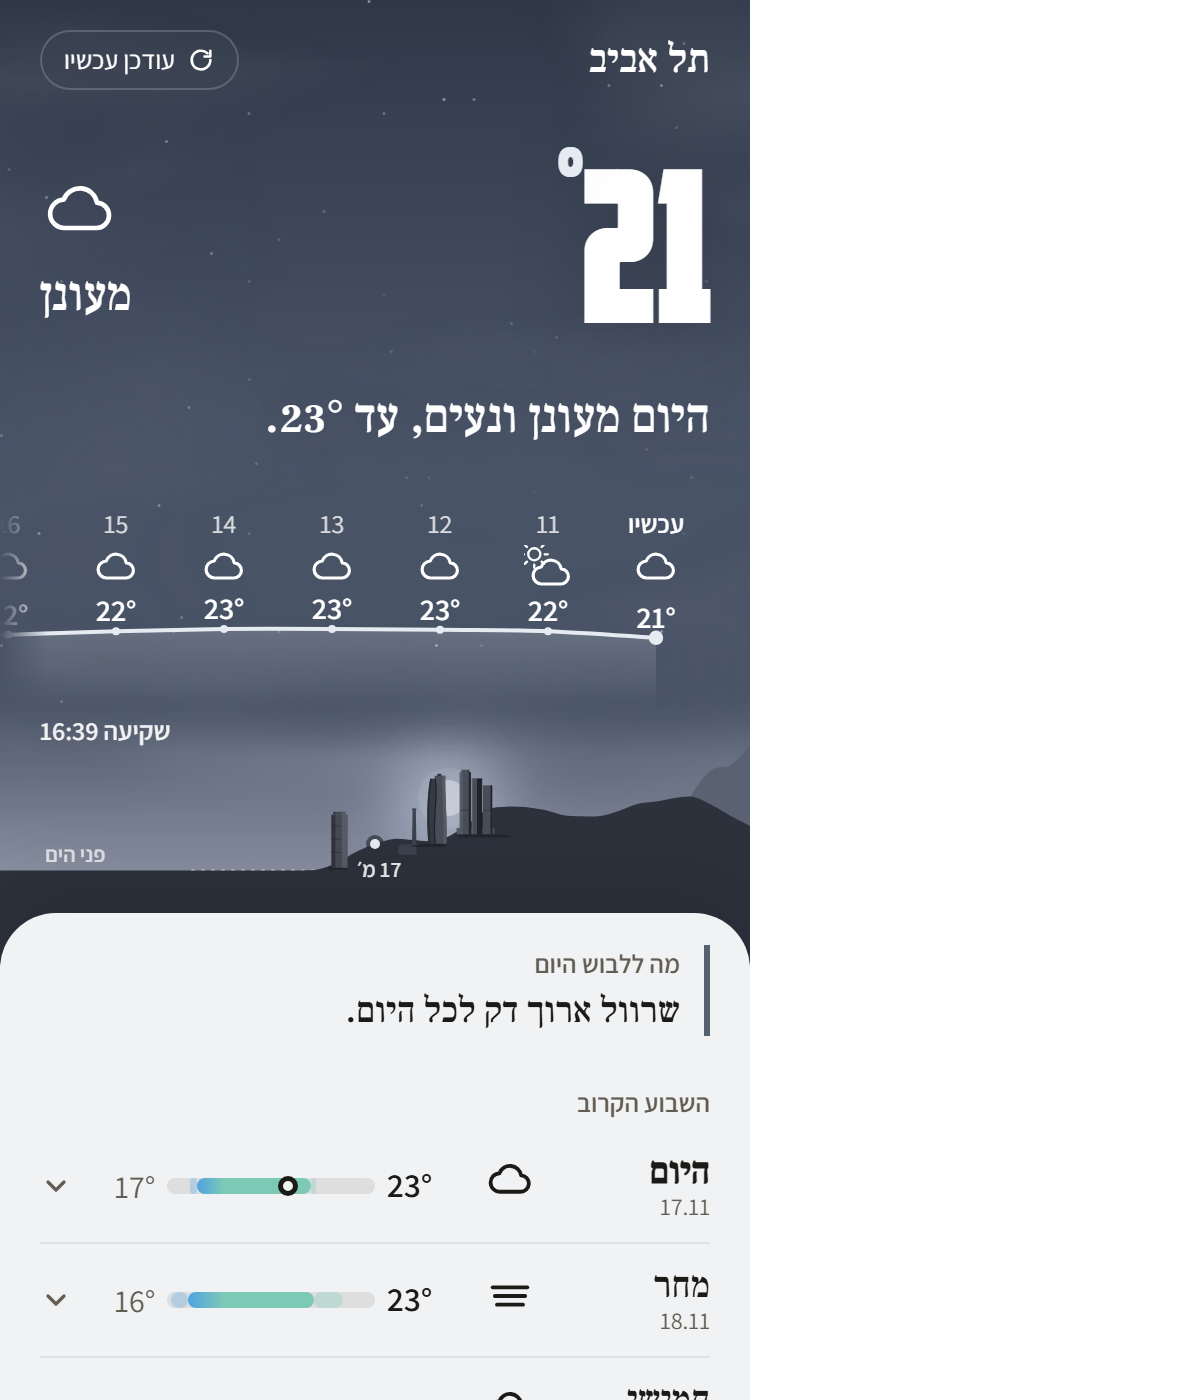 תל אביב
עודכן עכשיו
21°
מעונן
היום מעונן ונעים, עד 23°.
עכשיו 11 12 13 14 15
21° 22° 23° 23° 23° 22°
שקיעה 16:39
פני הים
17 מ׳
מה ללבוש היום
שרוול ארוך דק לכל היום.
השבוע הקרוב
היום 23° 17°
17.11
מחר 23° 16°
18.11